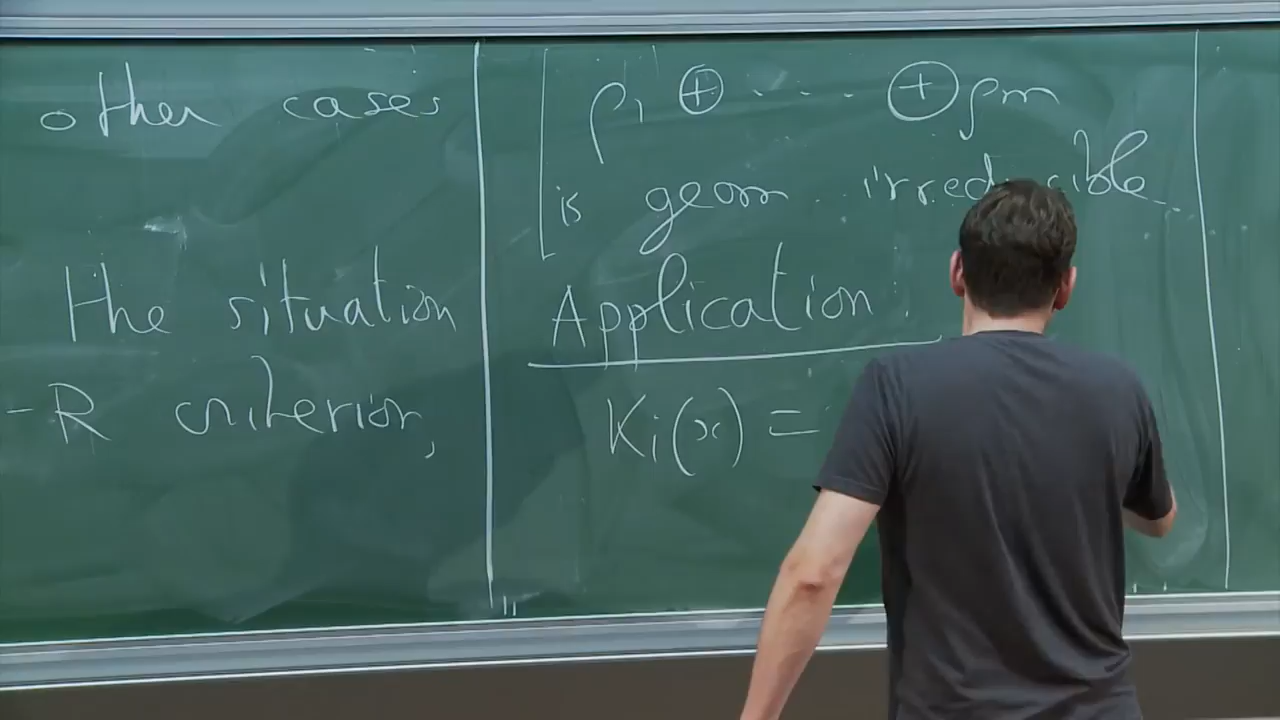 other cases
the situation
-R criterion,
ρ1 ⊕ .... ⊕ ρm
is geom irreducible
Application :
Ki(x) =